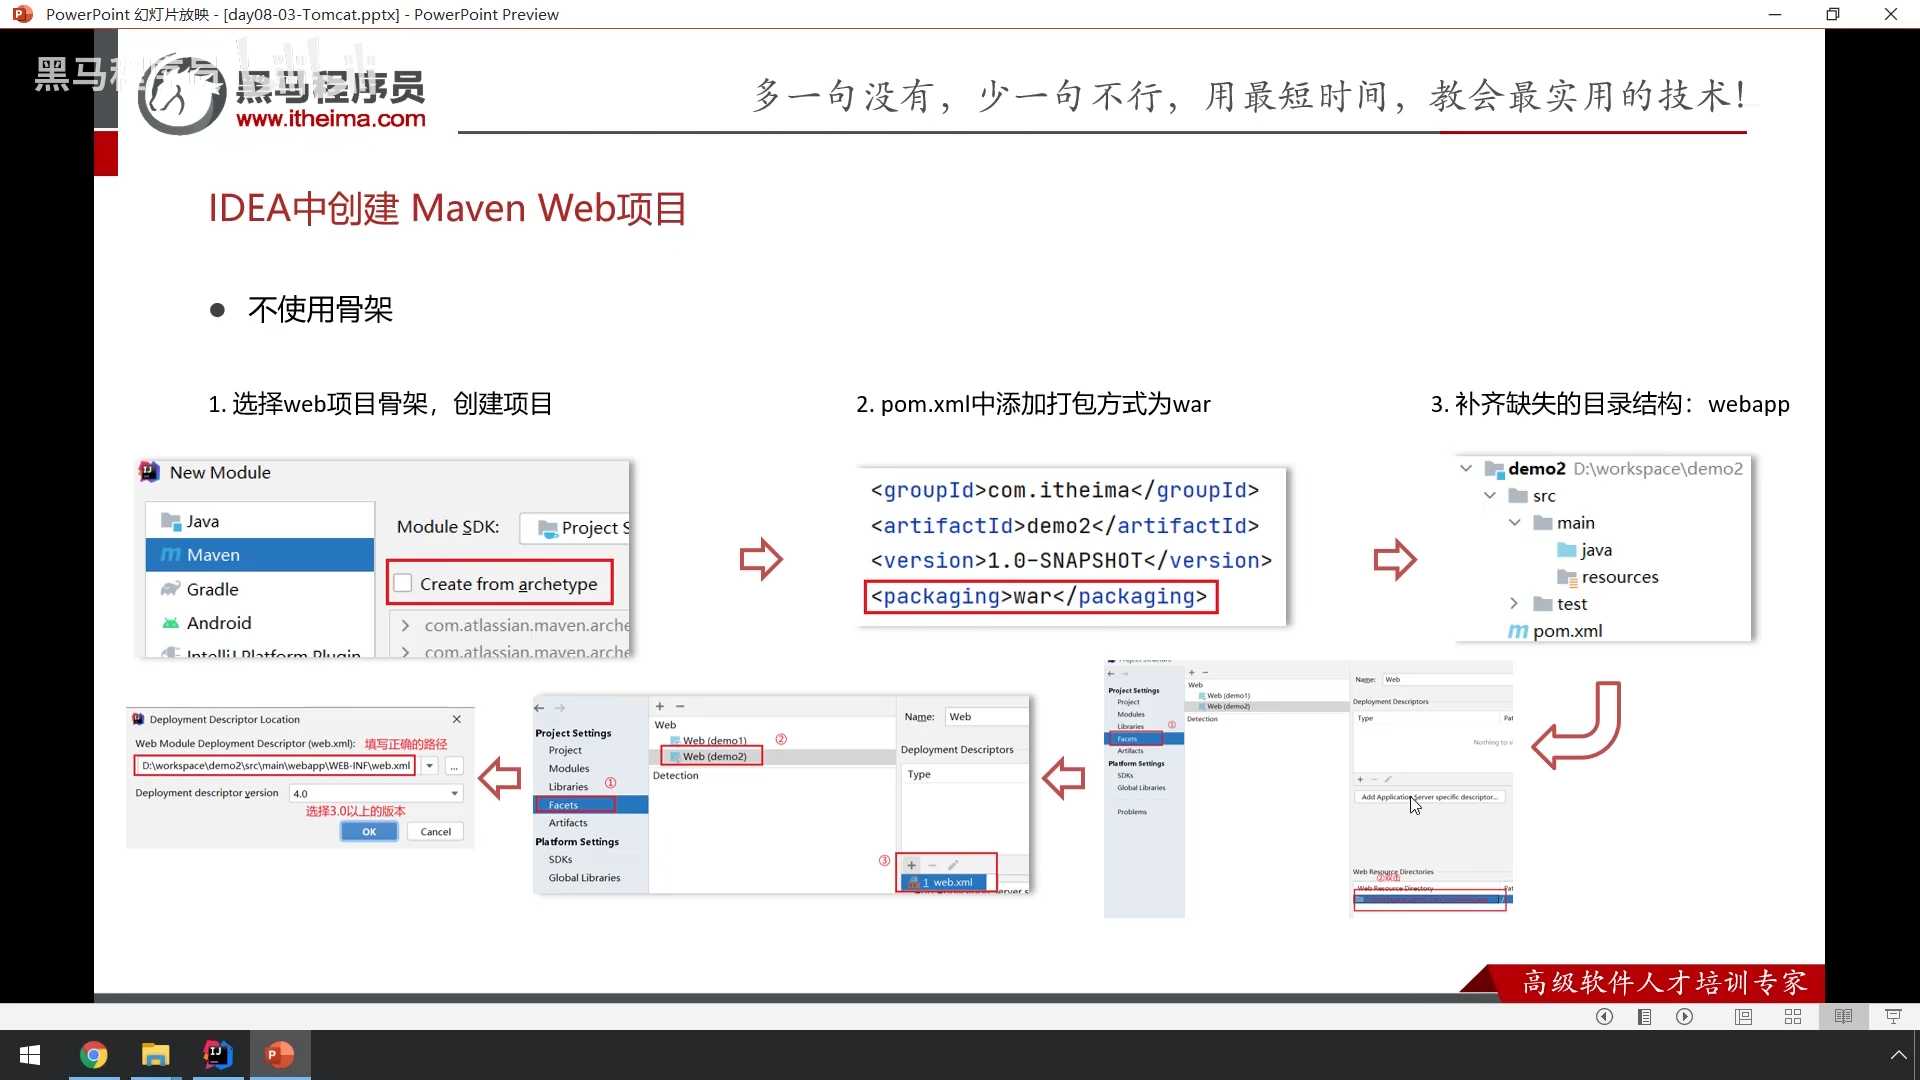 PowerPoint 幻灯片放映 - [day08-03-Tomcat.pptx] - PowerPoint Preview
黑马程序员
黑马程序员
www.itheima.com
多一句没有，少一句不行，用最短时间，教会最实用的技术！
IDEA中创建 Maven Web项目
不使用骨架
1. 选择web项目骨架，创建项目
2. pom.xml中添加打包方式为war
3. 补齐缺失的目录结构：webapp
New Module
Java
Maven
Gradle
Android
IntelliJ Platform Plugin
Module SDK:
Project S
Create from archetype
com.atlassian.maven.arche
com.atlassian.maven.arche
<groupId>com.itheima</groupId>
<artifactId>demo2</artifactId>
<version>1.0-SNAPSHOT</version>
<packaging>war</packaging>
demo2 D:\workspace\demo2
src
main
java
resources
test
pom.xml
Deployment Descriptor Location
Web Module Deployment Descriptor (web.xml): 填写正确的路径
D:\workspace\demo2\src\main\webapp\WEB-INF\web.xml
...
Deployment descriptor version 4.0
选择3.0以上的版本
OK
Cancel
Project Settings
Project
Modules
Libraries ①
Facets
Artifacts
Platform Settings
SDKs
Global Libraries
Web
Web (demo1) ②
Web (demo2)
Detection
Name: Web
Deployment Descriptors
Type
③
1 web.xml
Project Structure
Project Settings
Project
Modules
Libraries ①
Facets
Artifacts
Platform Settings
SDKs
Global Libraries
Problems
Web
Web (demo1)
Web (demo2)
Detection
Name: Web
Deployment Descriptors
Type Pat
Nothing to s
Add Application Server specific descriptor...
Web Resource Directories
②双击
Web Resource Directory Pat
高级软件人才培训专家